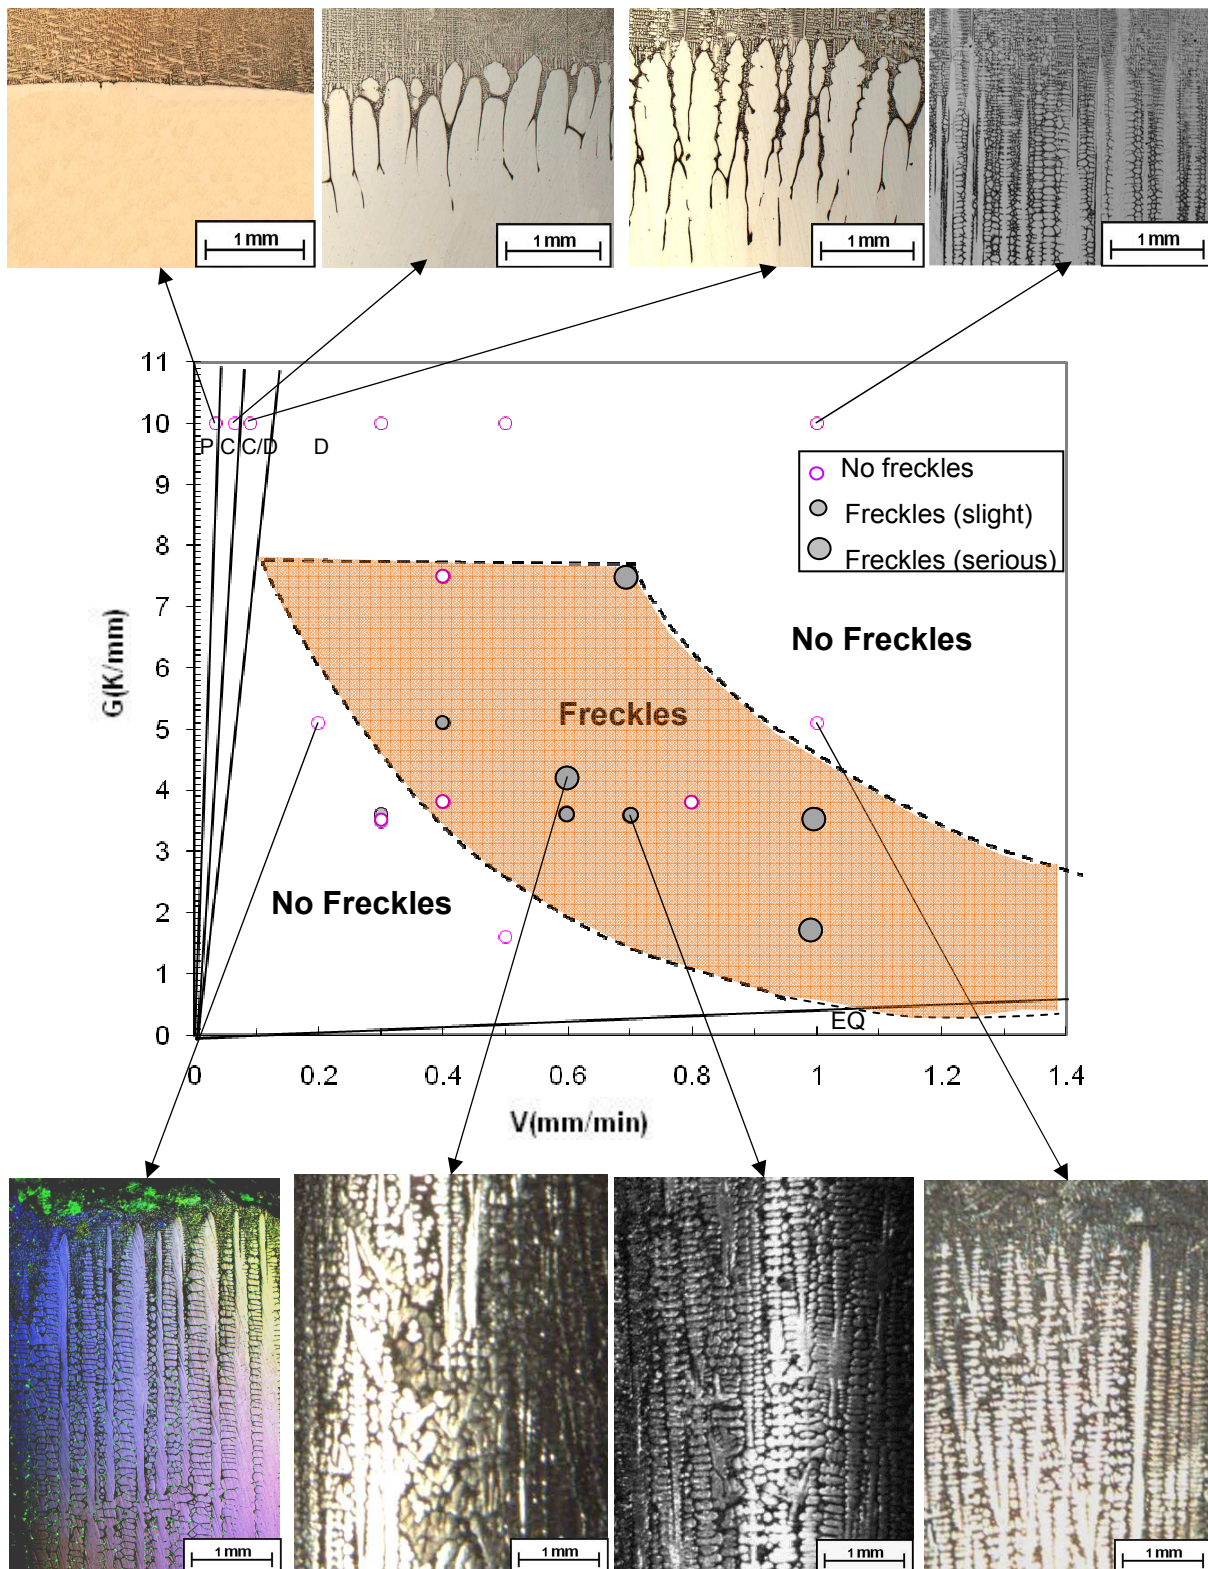 1 mm
1 mm
1 mm
1 mm
11
10
9
8
7
6
5
4
3
2
1
0
G(K/mm)
P C C/D D
No freckles
Freckles (slight)
Freckles (serious)
No Freckles
Freckles
No Freckles
EQ
0 0.2 0.4 0.6 0.8 1 1.2 1.4
V(mm/min)
1 mm
1 mm
1 mm
1 mm